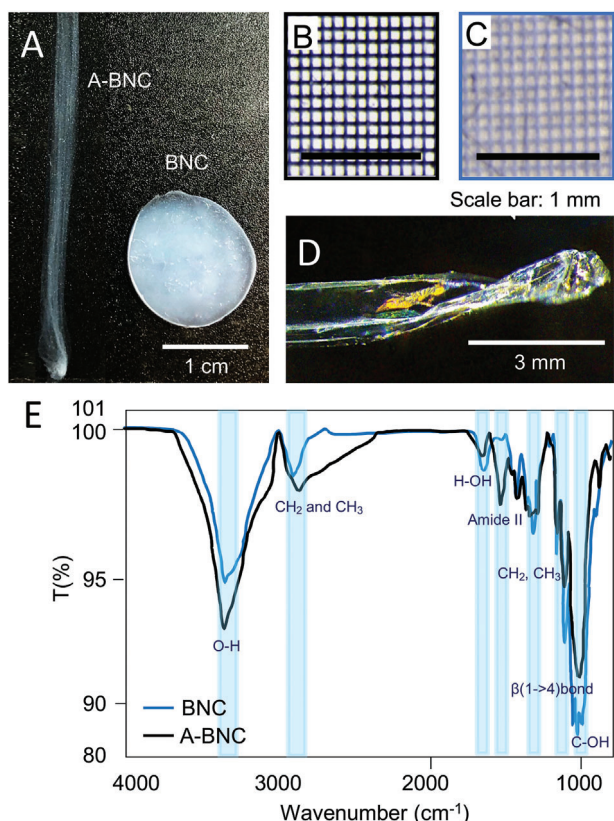 A
A-BNC
BNC
1 cm
B
C
Scale bar: 1 mm
D
3 mm
E
101
100
95
90
80
T(%)
H-OH
CH₂ and CH₃
Amide II
CH₂, CH₃
O-H
β(1->4)bond
C-OH
BNC
A-BNC
4000 3000 2000 1000
Wavenumber (cm⁻¹)